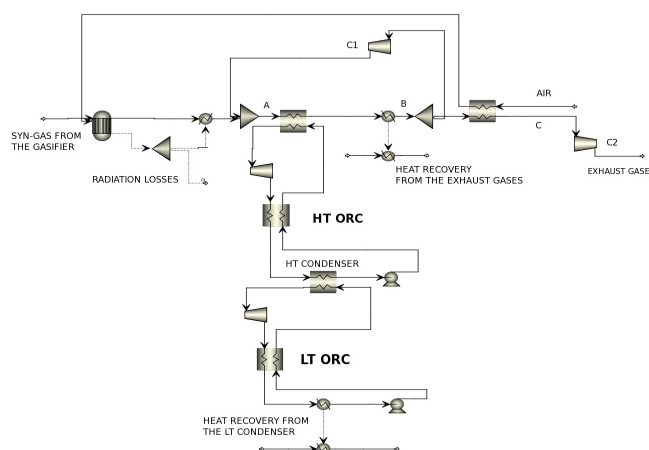 C1
A
B
AIR
C
C2
SYN-GAS FROM
THE GASIFIER
RADIATION LOSSES
HEAT RECOVERY
FROM THE EXHAUST GASES
EXHAUST GASE
HT ORC
HT CONDENSER
LT ORC
HEAT RECOVERY FROM
THE LT CONDENSER